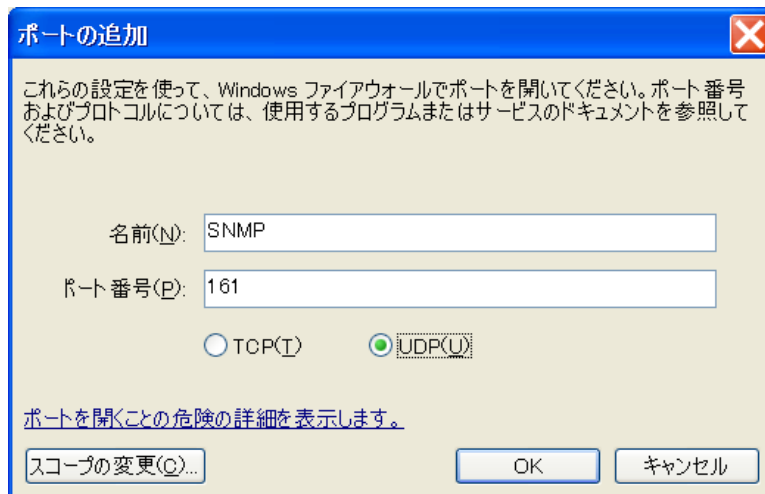 ポートの追加
これらの設定を使って、Windows ファイアウォールでポートを開いてください。ポート番号
およびプロトコルについては、使用するプログラムまたはサービスのドキュメントを参照して
ください。
名前(N): SNMP
ポート番号(P): 161
TCP(T) UDP(U)
ポートを開くことの危険の詳細を表示します。
スコープの変更(C)... OK キャンセル